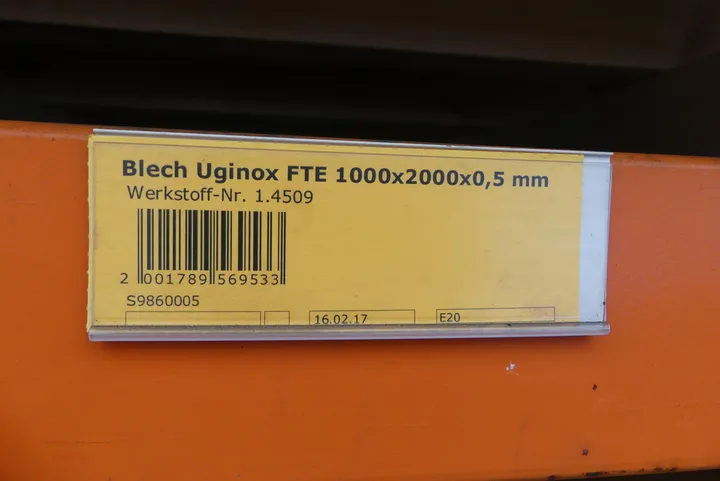 Blech Uginox FTE 1000x2000x0,5 mm
Werkstoff-Nr. 1.4509
2 001789 569533
S9860005
16.02.17 E20